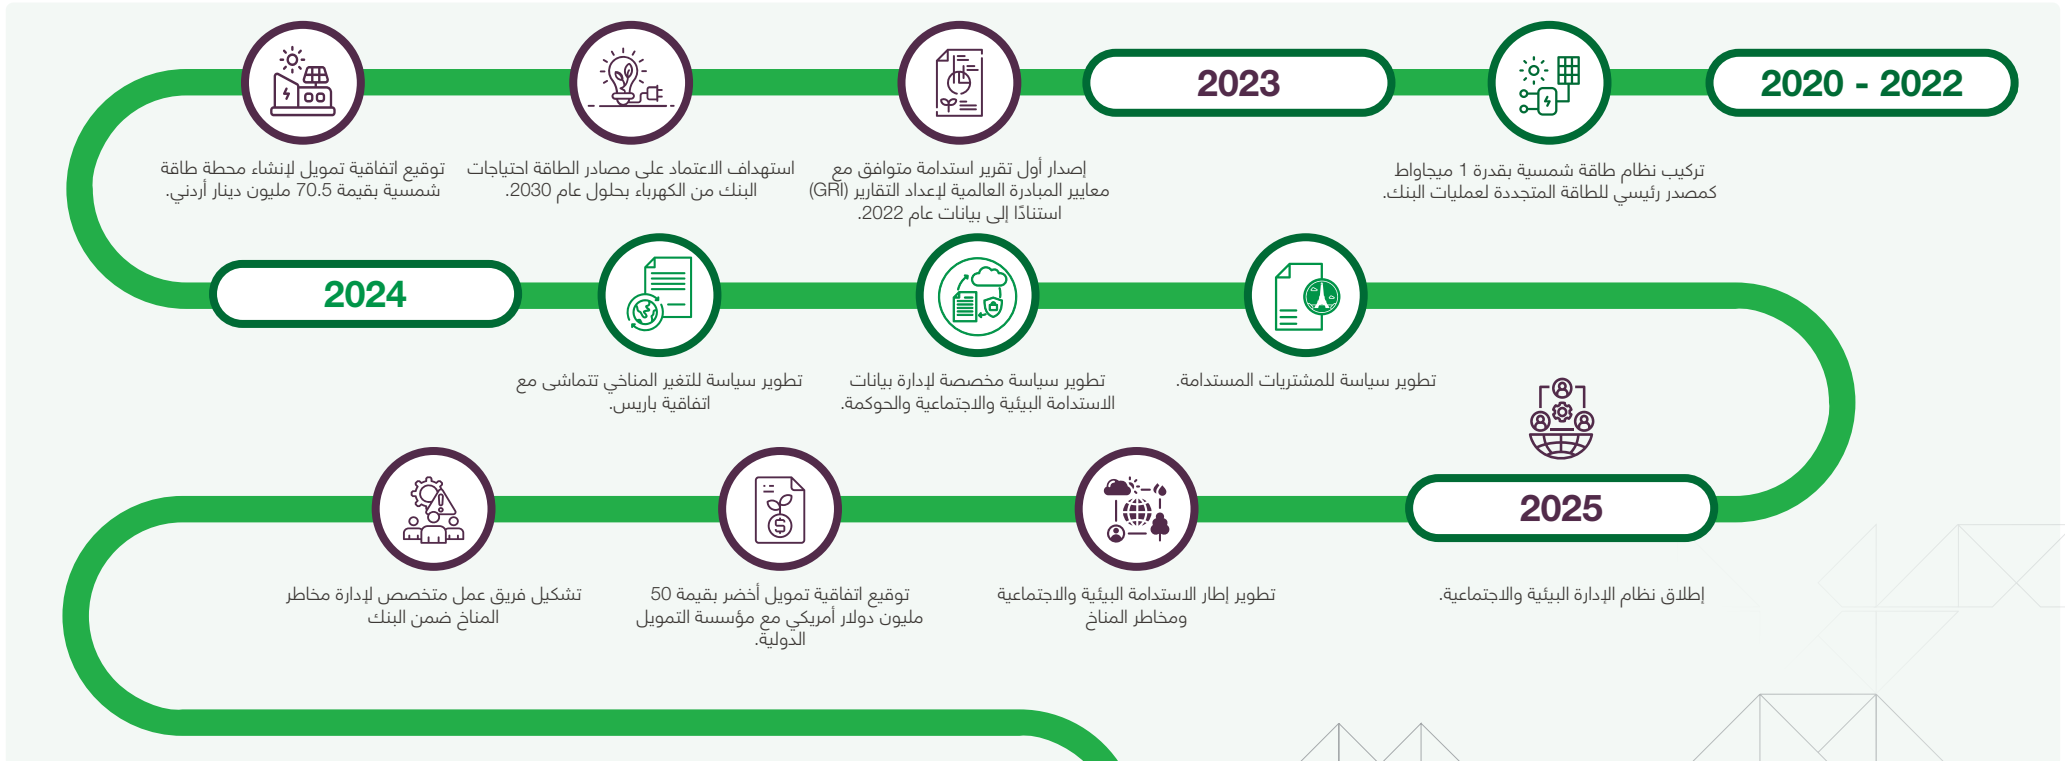 2020 - 2022
تركيب نظام طاقة شمسية بقدرة 1 ميجاواط
كمصدر رئيسي للطاقة المتجددة لعمليات البنك.
2023
إصدار أول تقرير استدامة متوافق مع
معايير المبادرة العالمية لإعداد التقارير (GRI)
استنادًا إلى بيانات عام 2022.
استهداف الاعتماد على مصادر الطاقة احتياجات
البنك من الكهرباء بحلول عام 2030.
توقيع اتفاقية تمويل لإنشاء محطة طاقة
شمسية بقيمة 70.5 مليون دينار أردني.
2024
تطوير سياسة للتغير المناخي تتماشى مع
اتفاقية باريس.
تطوير سياسة مخصصة لإدارة بيانات
الاستدامة البيئية والاجتماعية والحوكمة.
تطوير سياسة للمشتريات المستدامة.
2025
إطلاق نظام الإدارة البيئية والاجتماعية.
تطوير إطار الاستدامة البيئية والاجتماعية
ومخاطر المناخ
توقيع اتفاقية تمويل أخضر بقيمة 50
مليون دولار أمريكي مع مؤسسة التمويل
الدولية.
تشكيل فريق عمل متخصص لإدارة مخاطر
المناخ ضمن البنك